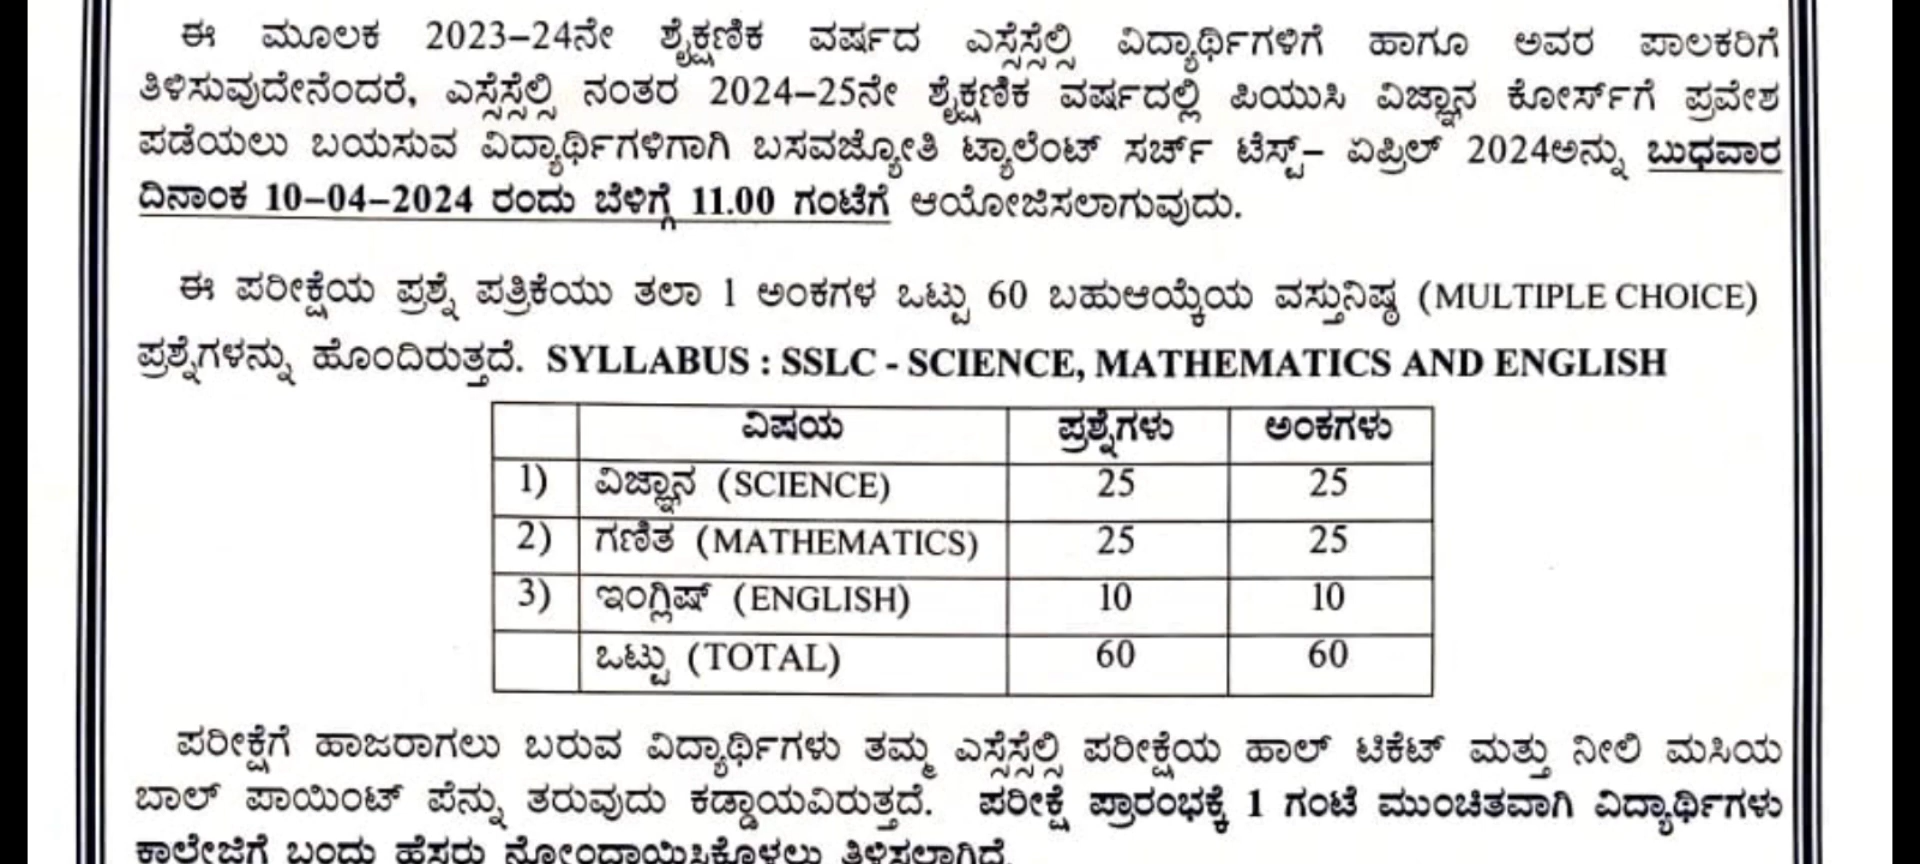 ಈ ಮೂಲಕ 2023–24ನೇ ಶೈಕ್ಷಣಿಕ ವರ್ಷದ ಎಸ್ಸೆಸ್ಸೆಲ್ಸಿ ವಿದ್ಯಾರ್ಥಿಗಳಿಗೆ ಹಾಗೂ ಅವರ ಪಾಲಕರಿಗೆ
ತಿಳಿಸುವುದೇನೆಂದರೆ, ಎಸ್ಸೆಸ್ಸೆಲ್ಸಿ ನಂತರ 2024–25ನೇ ಶೈಕ್ಷಣಿಕ ವರ್ಷದಲ್ಲಿ ಪಿಯುಸಿ ವಿಜ್ಞಾನ ಕೋರ್ಸ್‌ಗೆ ಪ್ರವೇಶ
ಪಡೆಯಲು ಬಯಸುವ ವಿದ್ಯಾರ್ಥಿಗಳಿಗಾಗಿ ಬಸವಜ್ಯೋತಿ ಟ್ಯಾಲೆಂಟ್ ಸರ್ಚ್ ಟೆಸ್ಟ್– ಏಪ್ರಿಲ್ 2024ಅನ್ನು ಬುಧವಾರ
ದಿನಾಂಕ 10–04–2024 ರಂದು ಬೆಳಿಗ್ಗೆ 11.00 ಗಂಟೆಗೆ ಆಯೋಜಿಸಲಾಗುವುದು.
ಈ ಪರೀಕ್ಷೆಯ ಪ್ರಶ್ನೆ ಪತ್ರಿಕೆಯು ತಲಾ 1 ಅಂಕಗಳ ಒಟ್ಟು 60 ಬಹುಆಯ್ಕೆಯ ವಸ್ತುನಿಷ್ಠ (MULTIPLE CHOICE)
ಪ್ರಶ್ನೆಗಳನ್ನು ಹೊಂದಿರುತ್ತದೆ. SYLLABUS : SSLC - SCIENCE, MATHEMATICS AND ENGLISH
ವಿಷಯ ಪ್ರಶ್ನೆಗಳು ಅಂಕಗಳು
1) ವಿಜ್ಞಾನ (SCIENCE) 25 25
2) ಗಣಿತ (MATHEMATICS) 25 25
3) ಇಂಗ್ಲಿಷ್ (ENGLISH) 10 10
ಒಟ್ಟು (TOTAL) 60 60
ಪರೀಕ್ಷೆಗೆ ಹಾಜರಾಗಲು ಬರುವ ವಿದ್ಯಾರ್ಥಿಗಳು ತಮ್ಮ ಎಸ್ಸೆಸ್ಸೆಲ್ಸಿ ಪರೀಕ್ಷೆಯ ಹಾಲ್ ಟಿಕೆಟ್ ಮತ್ತು ನೀಲಿ ಮಸಿಯ
ಬಾಲ್ ಪಾಯಿಂಟ್ ಪೆನ್ನು ತರುವುದು ಕಡ್ಡಾಯವಿರುತ್ತದೆ. ಪರೀಕ್ಷೆ ಪ್ರಾರಂಭಕ್ಕೆ 1 ಗಂಟೆ ಮುಂಚಿತವಾಗಿ ವಿದ್ಯಾರ್ಥಿಗಳು
ಕಾಲೇಜಿಗೆ ಬಂದು ಹೆಸರು ನೋಂದಾಯಿಸಿಕೊಳ್ಳಲು ತಿಳಿಸಲಾಗಿದೆ.